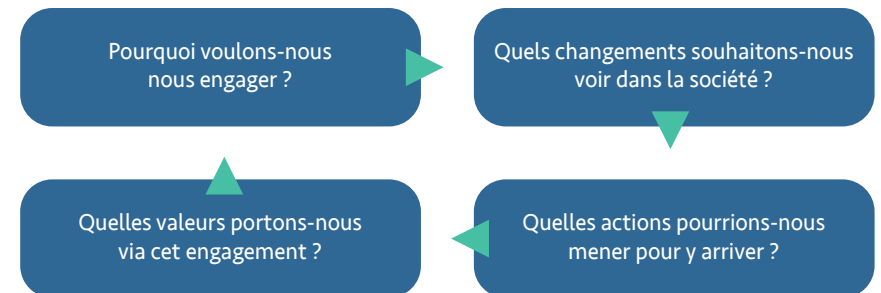 Pourquoi voulons-nous
nous engager ?
Quels changements souhaitons-nous
voir dans la société ?
Quelles valeurs portons-nous
via cet engagement ?
Quelles actions pourrions-nous
mener pour y arriver ?